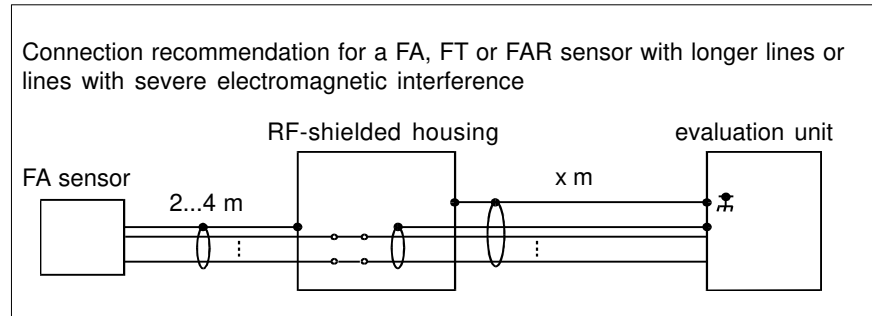 Connection recommendation for a FA, FT or FAR sensor with longer lines or
lines with severe electromagnetic interference
RF-shielded housing
evaluation unit
FA sensor
2...4 m
x m